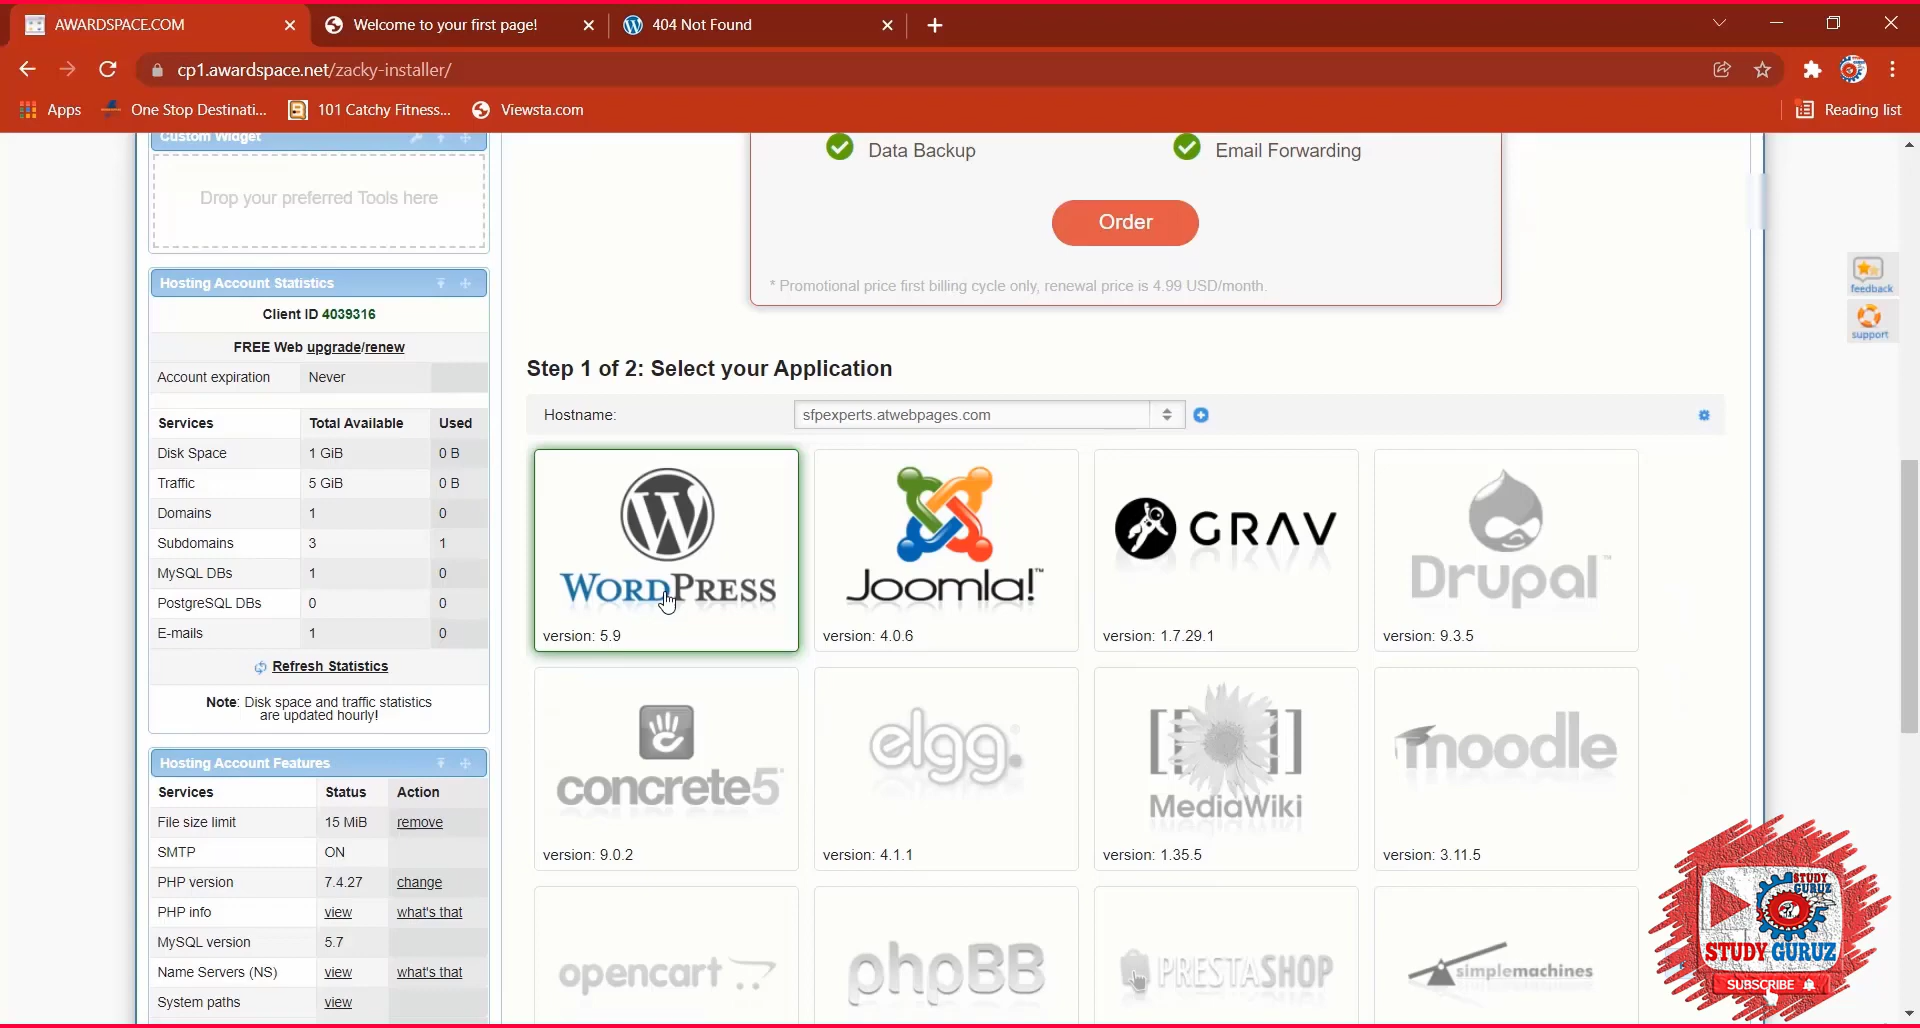 AWARDSPACE.COM
Welcome to your first page!
404 Not Found
cp1.awardspace.net/zacky-installer/
Apps
One Stop Destinati...
101 Catchy Fitness...
Viewsta.com
Reading list
Custom Widget
Drop your preferred Tools here
Data Backup
Email Forwarding
Order
* Promotional price first billing cycle only, renewal price is 4.99 USD/month.
feedback
support
Hosting Account Statistics
Client ID 4039316
FREE Web upgrade/renew
Account expiration Never
Services Total Available Used
Disk Space 1 GiB 0 B
Traffic 5 GiB 0 B
Domains 1 0
Subdomains 3 1
MySQL DBs 1 0
PostgreSQL DBs 0 0
E-mails 1 0
Refresh Statistics
Note: Disk space and traffic statistics
are updated hourly!
Hosting Account Features
Services Status Action
File size limit 15 MiB remove
SMTP ON
PHP version 7.4.27 change
PHP info view what's that
MySQL version 5.7
Name Servers (NS) view what's that
System paths view
Step 1 of 2: Select your Application
Hostname: sfpexperts.atwebpages.com
WORDPRESS
version: 5.9
Joomla!™
version: 4.0.6
GRAV
version: 1.7.29.1
Drupal™
version: 9.3.5
concrete5
version: 9.0.2
elgg.
version: 4.1.1
[[ ]]
MediaWiki
version: 1.35.5
moodle
version: 3.11.5
opencart
phpBB
PRESTASHOP
simplemachines
STUDY
GURUZ
STUDY GURUZ
SUBSCRIBE